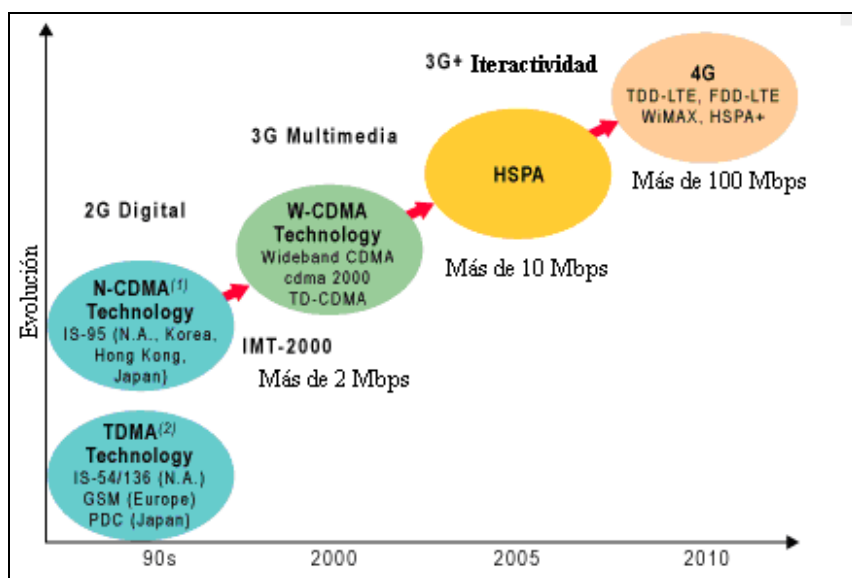 3G+ Iteractividad
4G
TDD-LTE, FDD-LTE
WiMAX, HSPA+
Más de 100 Mbps
3G Multimedia
HSPA
Más de 10 Mbps
2G Digital
W-CDMA
Technology
Wideband CDMA
cdma 2000
TD-CDMA
IMT-2000
Más de 2 Mbps
N-CDMA(1)
Technology
IS-95 (N.A., Korea,
Hong Kong,
Japan)
TDMA(2)
Technology
IS-54/136 (N.A.)
GSM (Europe)
PDC (Japan)
Evolución
90s 2000 2005 2010